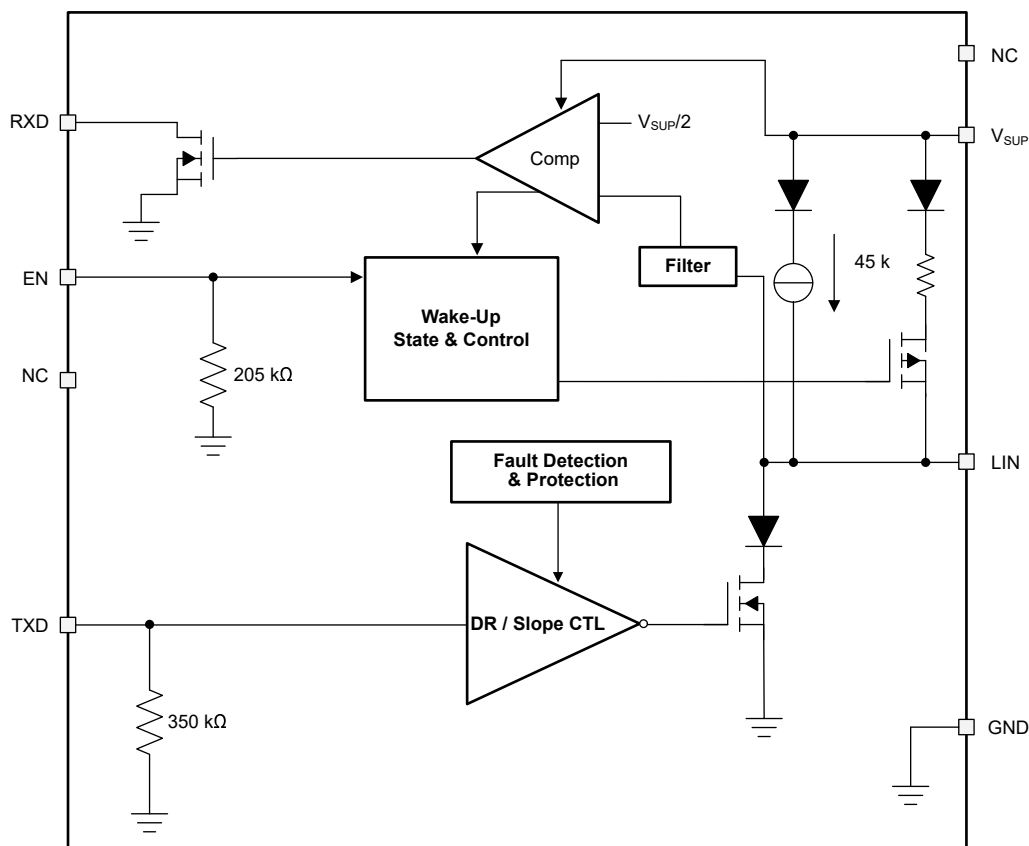 NC
RXD
V_SUP/2
V_SUP
Comp
EN
Filter
45 k
Wake-Up
State & Control
NC
205 kΩ
Fault Detection
& Protection
LIN
TXD
DR / Slope CTL
350 kΩ
GND